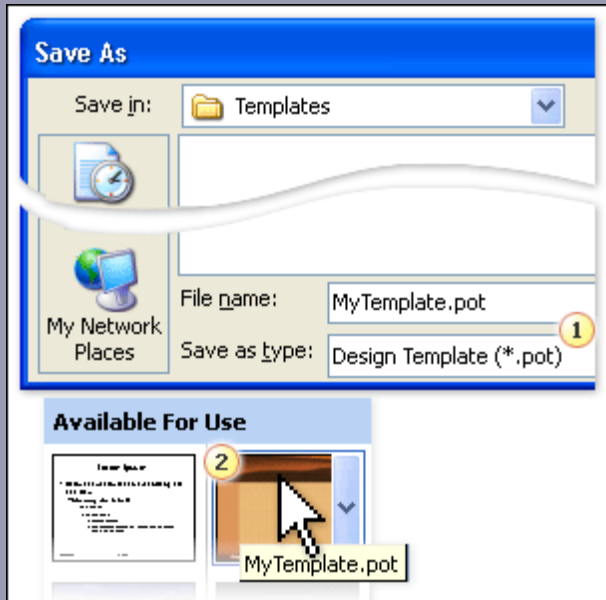 Save As
Save in:
Templates
My Network
Places
File name:
MyTemplate.pot
Save as type:
Design Template (*.pot)
1
Available For Use
2
MyTemplate.pot